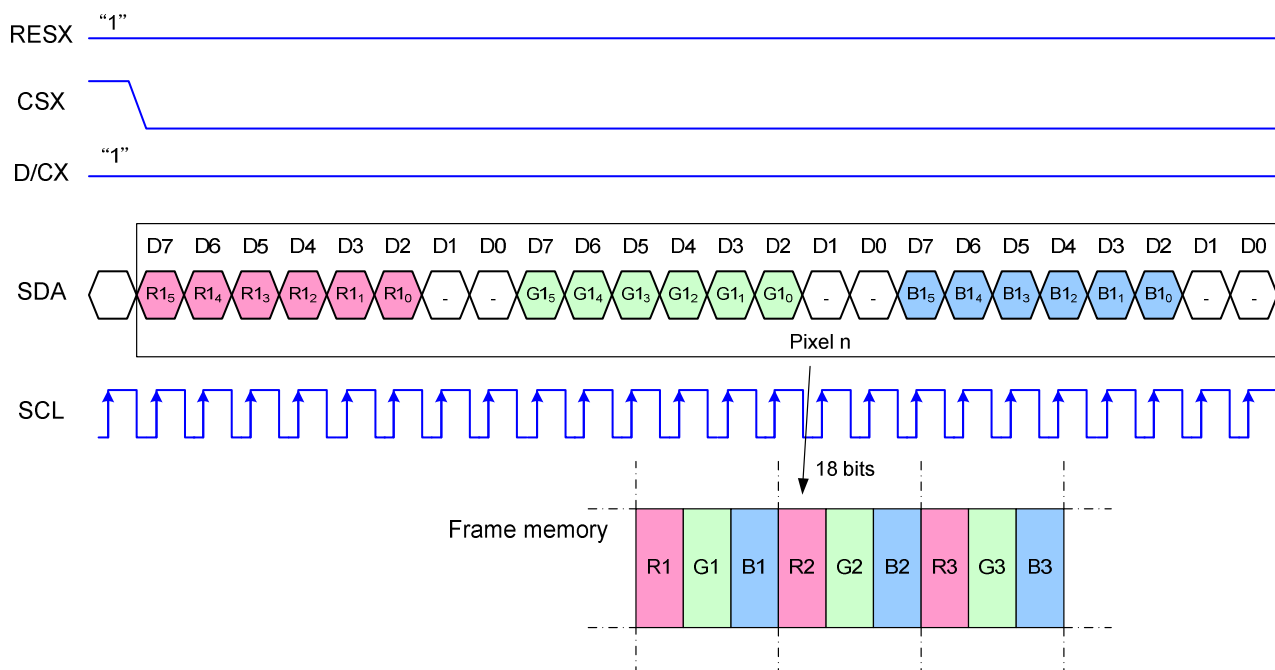 RESX “1”
CSX
D/CX “1”
D7 D6 D5 D4 D3 D2 D1 D0 D7 D6 D5 D4 D3 D2 D1 D0 D7 D6 D5 D4 D3 D2 D1 D0
SDA R1₅ R1₄ R1₃ R1₂ R1₁ R1₀ - - G1₅ G1₄ G1₃ G1₂ G1₁ G1₀ - - B1₅ B1₄ B1₃ B1₂ B1₁ B1₀ - -
Pixel n
SCL
18 bits
Frame memory
R1 G1 B1 R2 G2 B2 R3 G3 B3